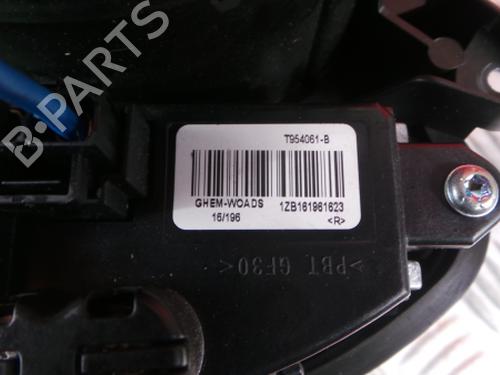 B-PARTS
T954061-B
GHEM-WOADS 1ZB161961623
16/196 <R>
>PBT GF30<